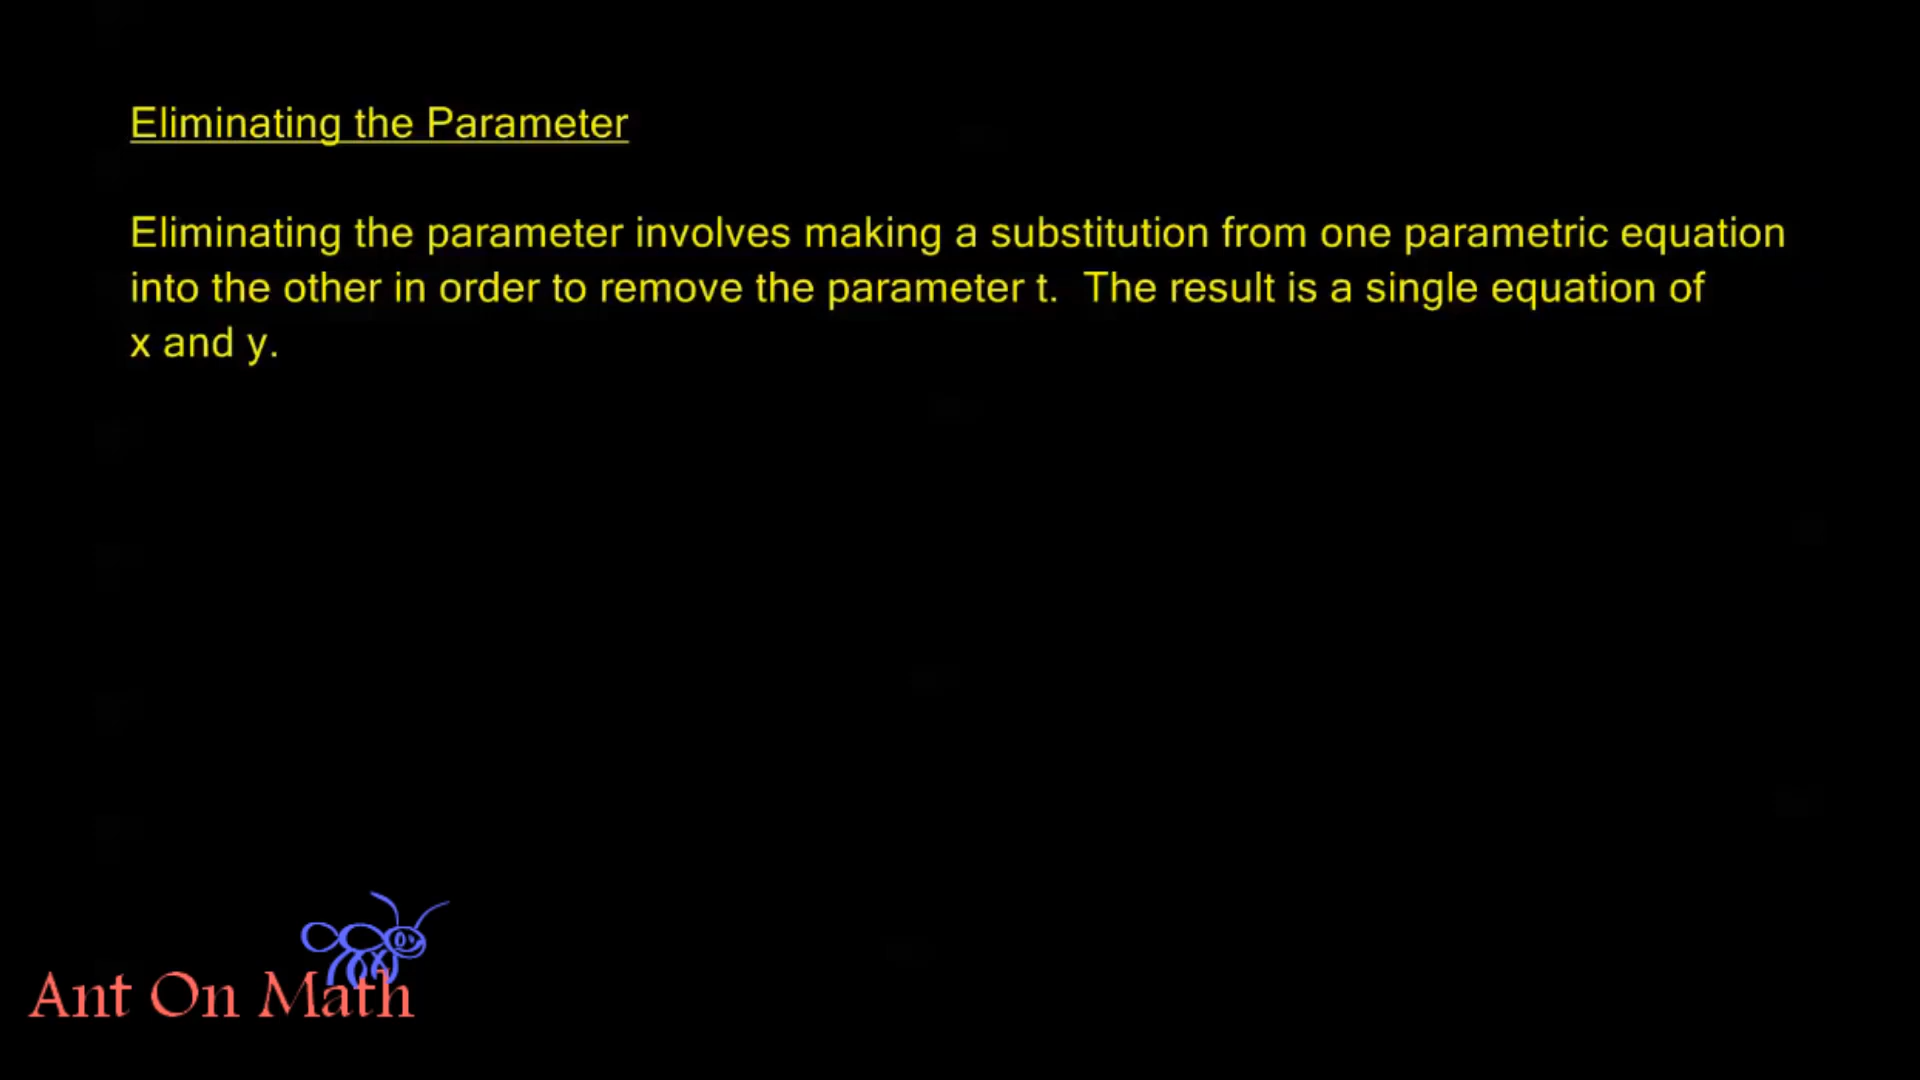 Eliminating the Parameter
Eliminating the parameter involves making a substitution from one parametric equation
into the other in order to remove the parameter t.  The result is a single equation of
x and y.
Ant On Math